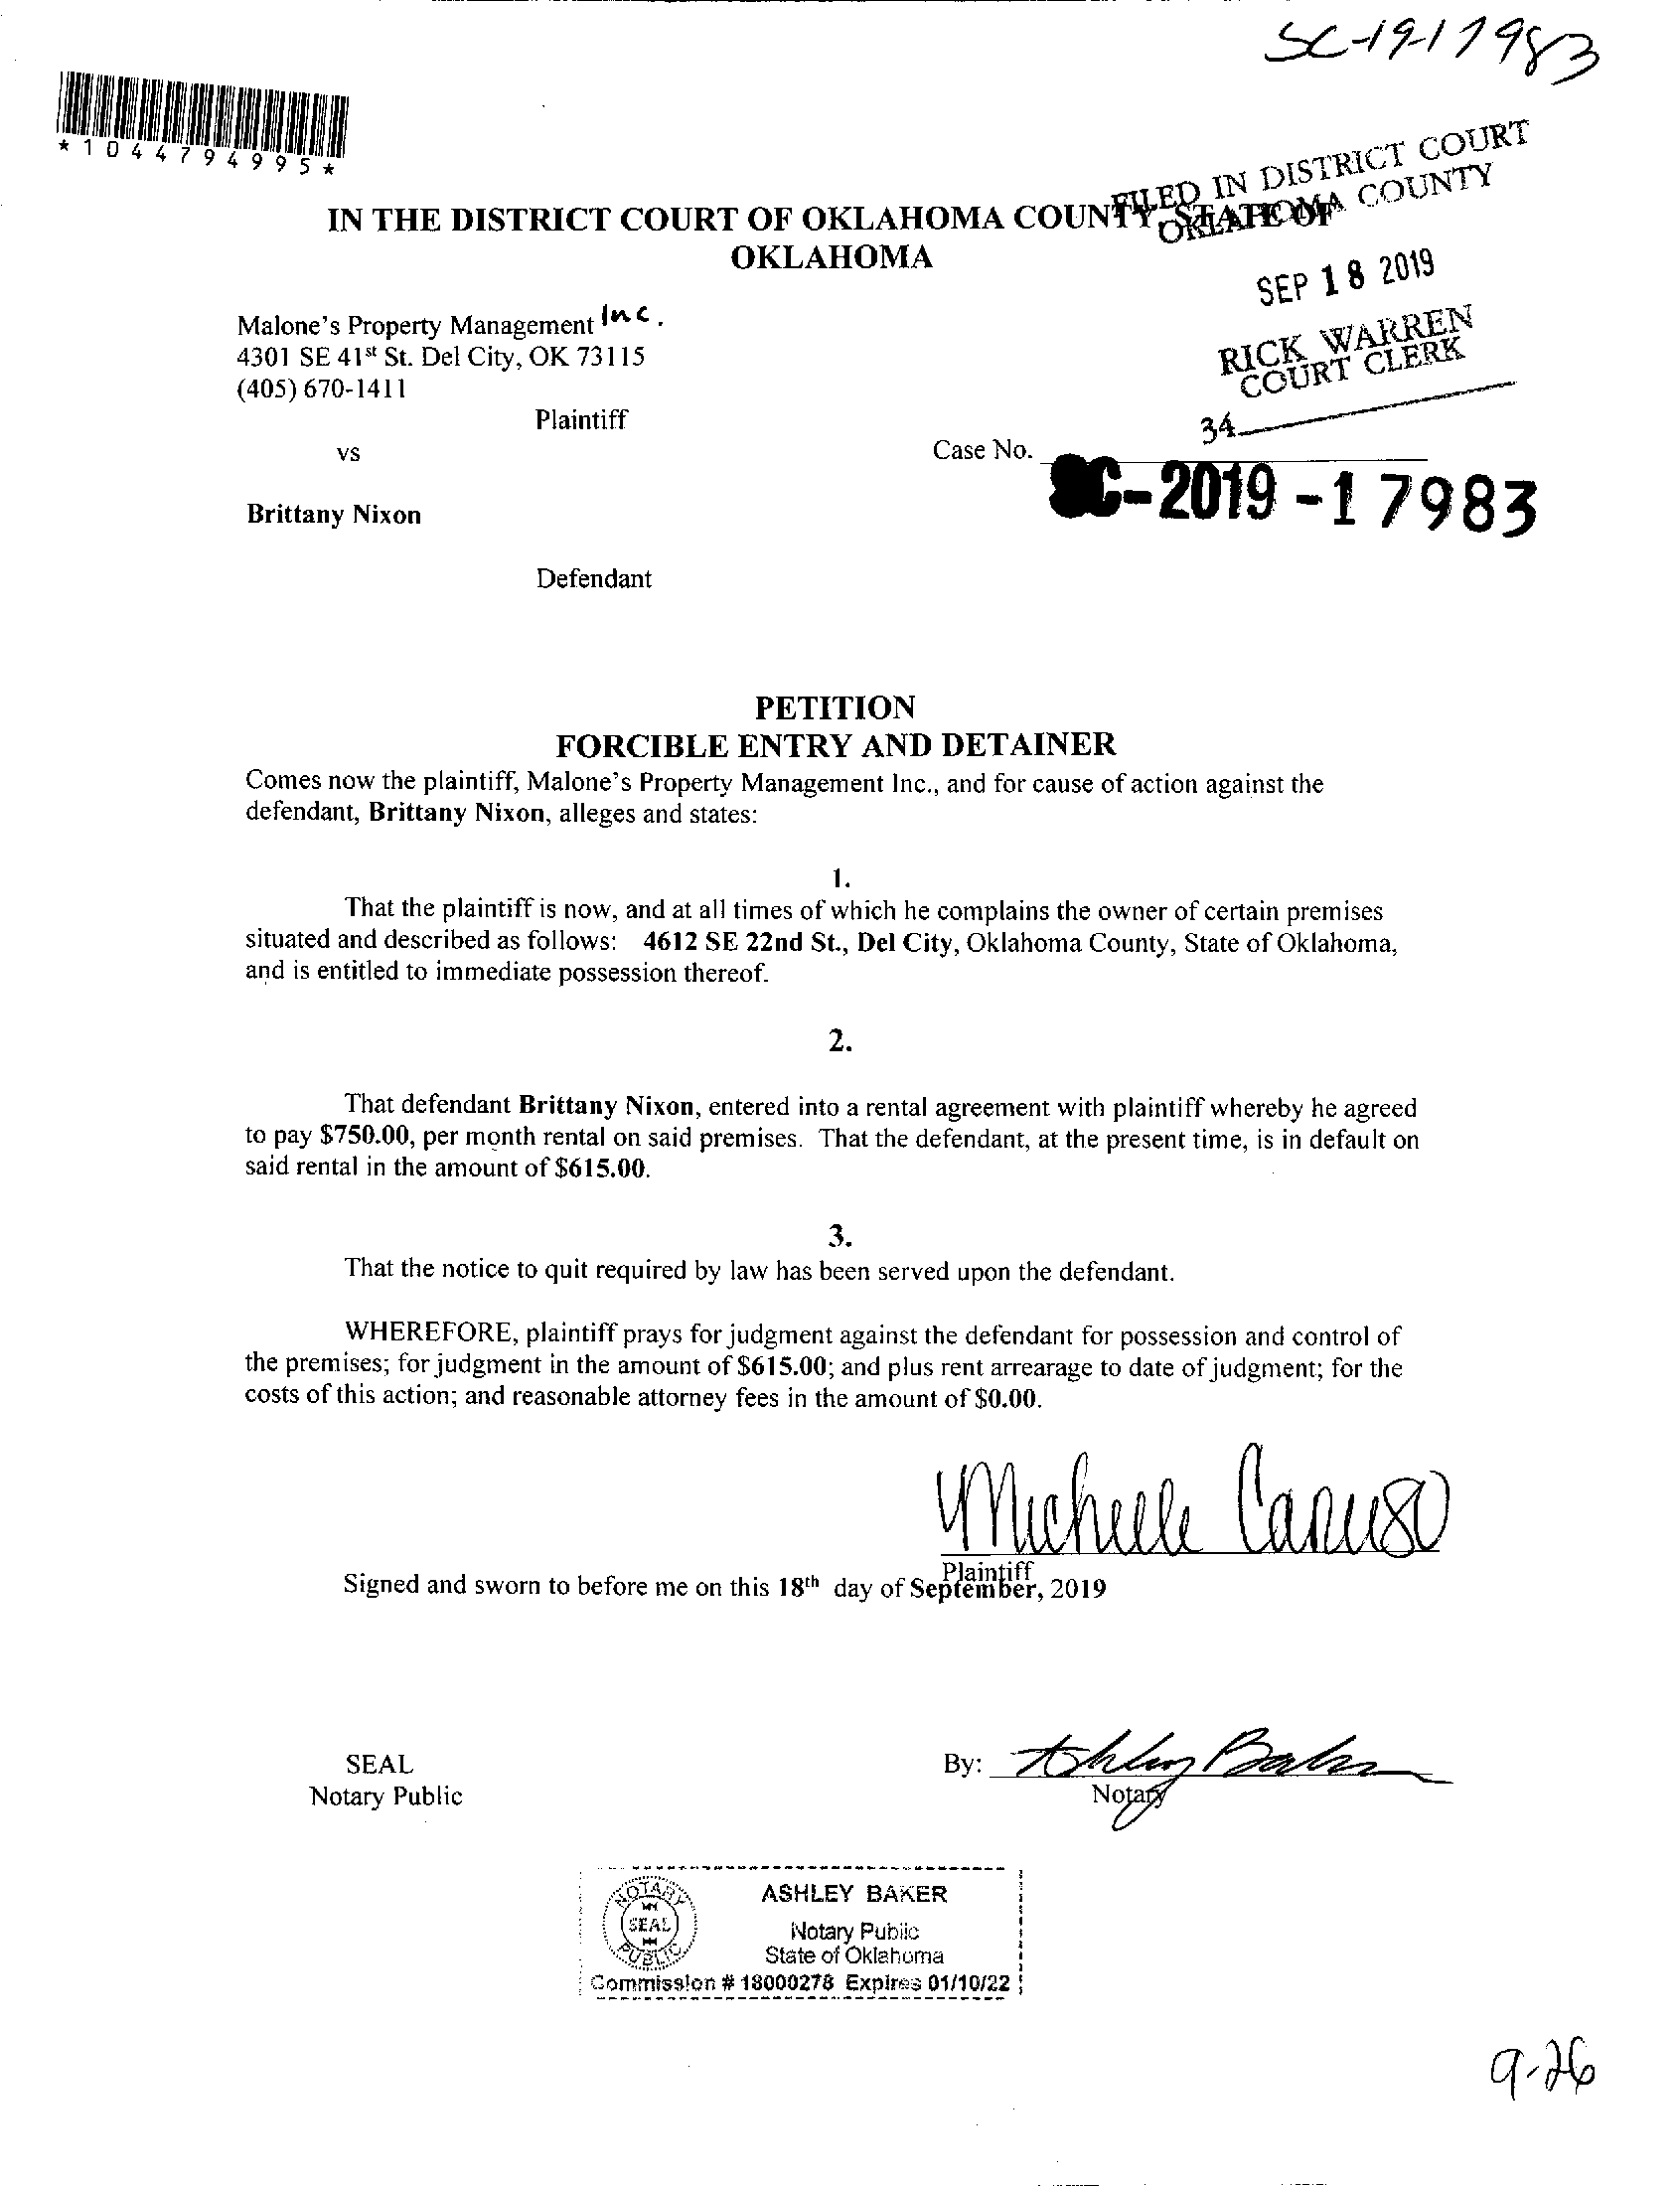 SC-19-17983
*1044794995*
FILED IN DISTRICT COURT
OKLAHOMA COUNTY
IN THE DISTRICT COURT OF OKLAHOMA COUNTY, STATE OF
OKLAHOMA
SEP 18 2019
RICK WARREN
COURT CLERK
34
Malone's Property Management Inc.
4301 SE 41st St. Del City, OK 73115
(405) 670-1411
Plaintiff
vs
Case No.
SC-2019-17983
Brittany Nixon
Defendant
PETITION
FORCIBLE ENTRY AND DETAINER
Comes now the plaintiff, Malone's Property Management Inc., and for cause of action against the
defendant, Brittany Nixon, alleges and states:
1.
That the plaintiff is now, and at all times of which he complains the owner of certain premises
situated and described as follows: 4612 SE 22nd St., Del City, Oklahoma County, State of Oklahoma,
and is entitled to immediate possession thereof.
2.
That defendant Brittany Nixon, entered into a rental agreement with plaintiff whereby he agreed
to pay $750.00, per month rental on said premises. That the defendant, at the present time, is in default on
said rental in the amount of $615.00.
3.
That the notice to quit required by law has been served upon the defendant.
WHEREFORE, plaintiff prays for judgment against the defendant for possession and control of
the premises; for judgment in the amount of $615.00; and plus rent arrearage to date of judgment; for the
costs of this action; and reasonable attorney fees in the amount of $0.00.
Michelle Caruso
Plaintiff
Signed and sworn to before me on this 18th day of September, 2019
SEAL
Notary Public
By: Ashley Baker
Notary
NOTARY
SEAL
PUBLIC
ASHLEY BAKER
Notary Public
State of Oklahoma
Commission # 18000278 Expires 01/10/22
9-26